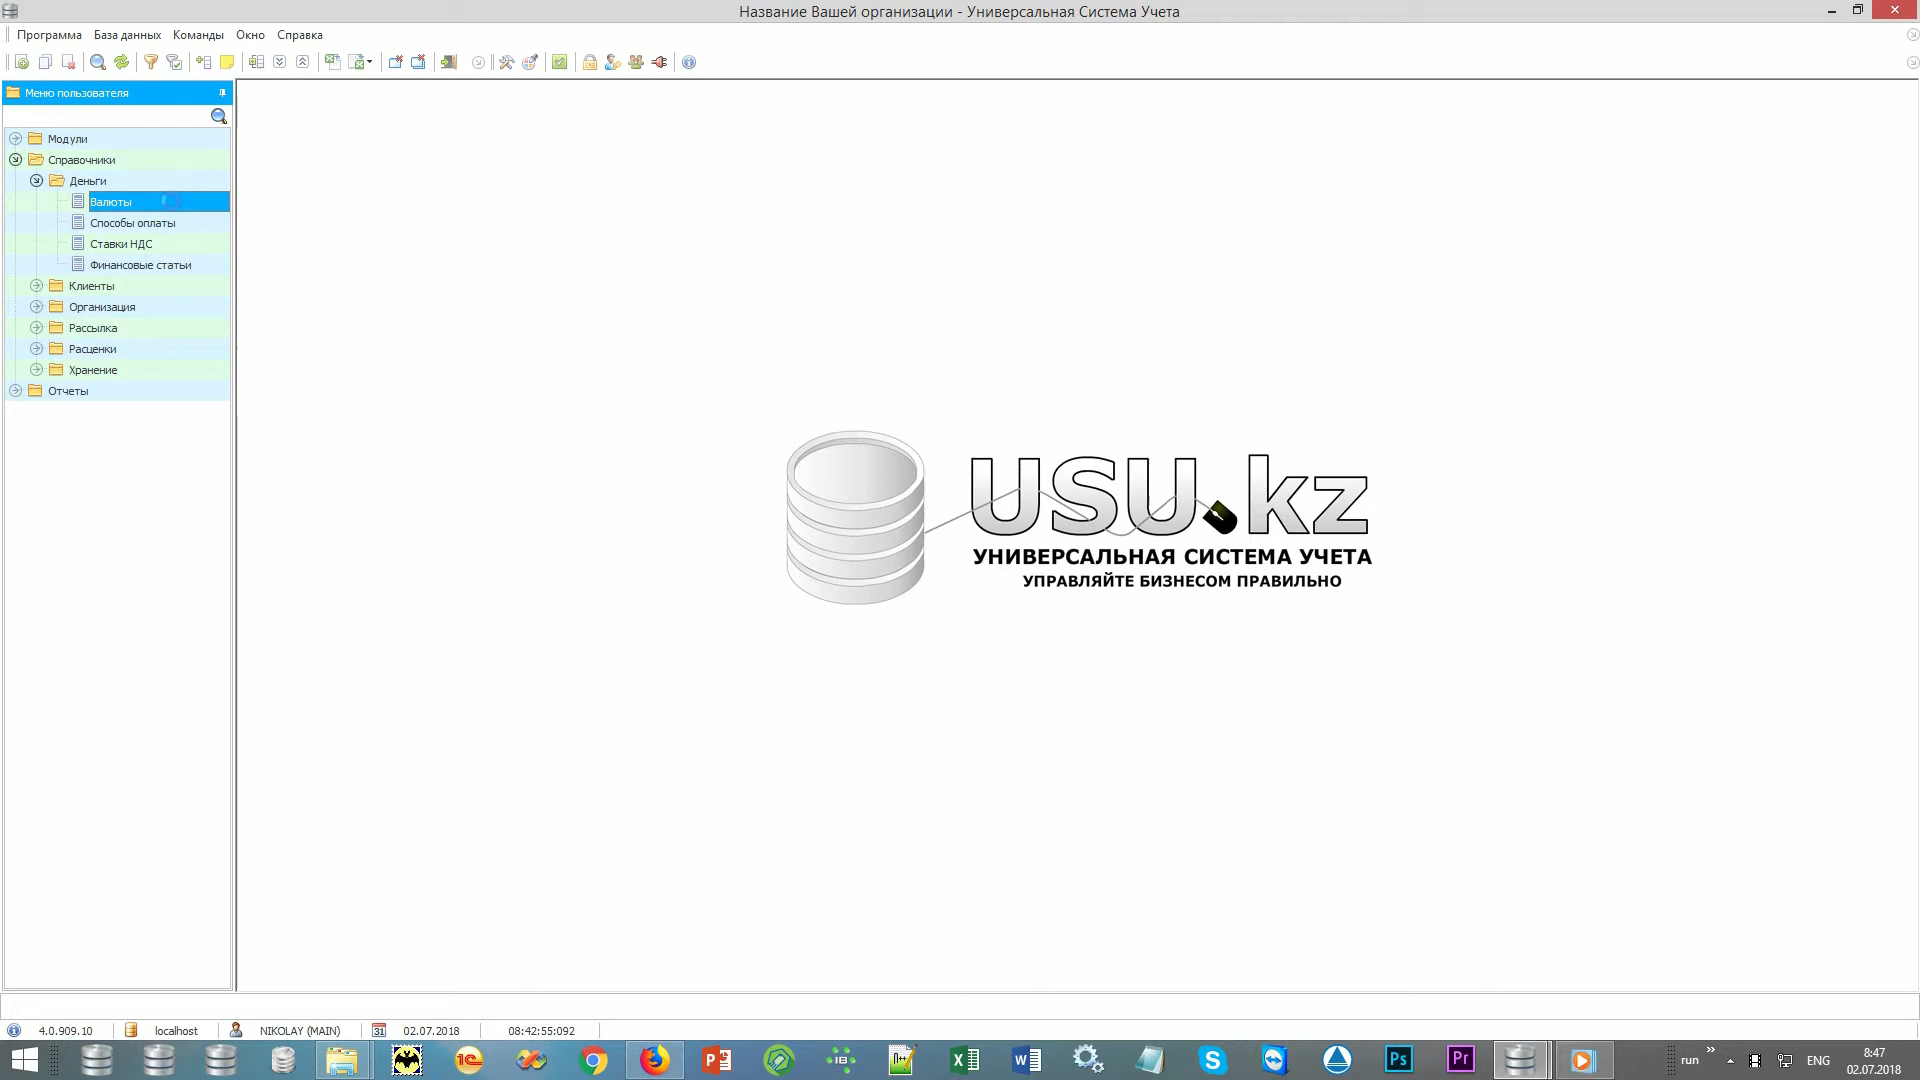 Название Вашей организации - Универсальная Система Учета
Программа База данных Команды Окно Справка
Меню пользователя
Модули
Справочники
Деньги
Валюты
Способы оплаты
Ставки НДС
Финансовые статьи
Клиенты
Организация
Рассылка
Расценки
Хранение
Отчеты
USU.kz
УНИВЕРСАЛЬНАЯ СИСТЕМА УЧЕТА
УПРАВЛЯЙТЕ БИЗНЕСОМ ПРАВИЛЬНО
4.0.909.10 localhost NIKOLAY (MAIN) 31 02.07.2018 08:42:55:092
run ENG 8:47
02.07.2018